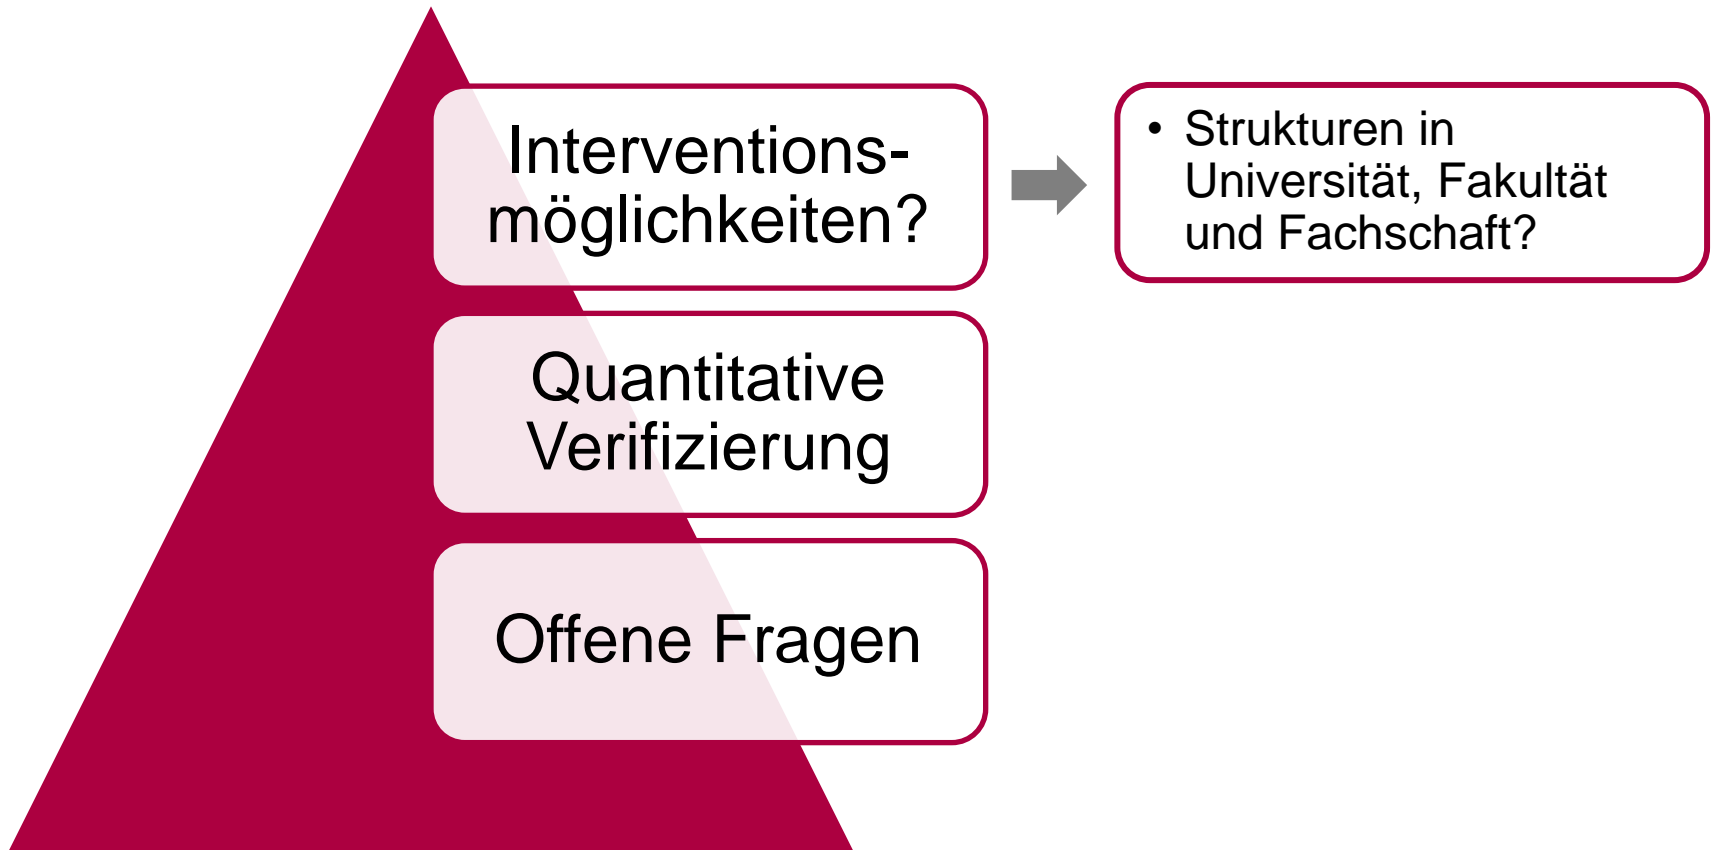 Interventions-
möglichkeiten?
• Strukturen in
Universität, Fakultät
und Fachschaft?
Quantitative
Verifizierung
Offene Fragen